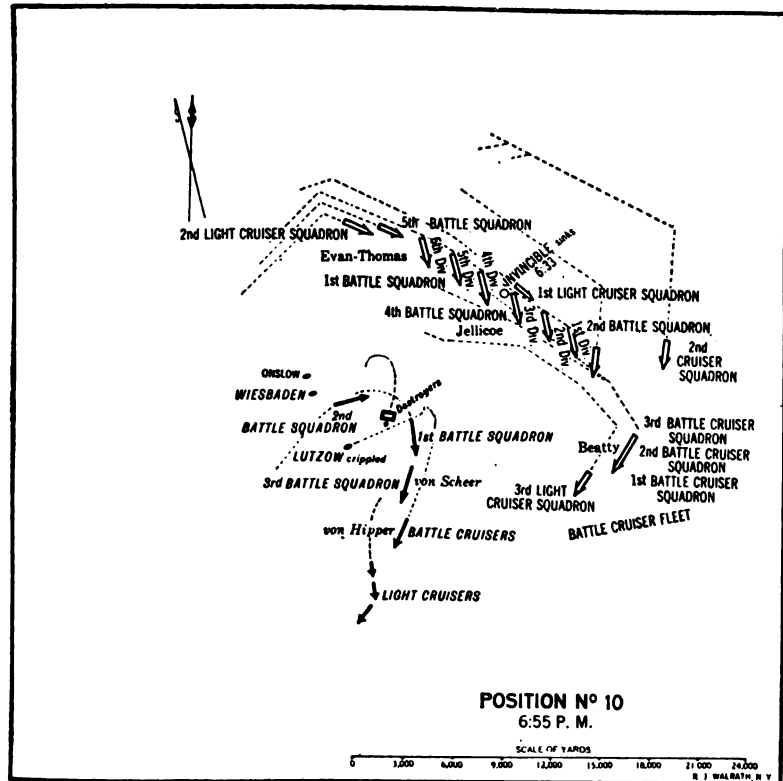 5th BATTLE SQUADRON
2nd LIGHT CRUISER SQUADRON
Evan-Thomas
6th Div
5th Div
4th Div
INVINCIBLE sinks
6:33
1st BATTLE SQUADRON
1st LIGHT CRUISER SQUADRON
4th BATTLE SQUADRON
Jellicoe
3rd Div
2nd Div
1st Div
2nd BATTLE SQUADRON
2nd
CRUISER
SQUADRON
ONSLOW
WIESBADEN
Destroyers
2nd
BATTLE SQUADRON
LUTZOW crippled
1st BATTLE SQUADRON
3rd BATTLE SQUADRON
von Scheer
Beatty
3rd BATTLE CRUISER
SQUADRON
2nd BATTLE CRUISER
SQUADRON
1st BATTLE CRUISER
SQUADRON
3rd LIGHT
CRUISER SQUADRON
BATTLE CRUISER FLEET
von Hipper
BATTLE CRUISERS
LIGHT CRUISERS
POSITION Nº 10
6:55 P. M.
SCALE OF YARDS
0 3,000 6,000 9,000 12,000 15,000 18,000 21,000 24,000
R J WALRATH, N Y